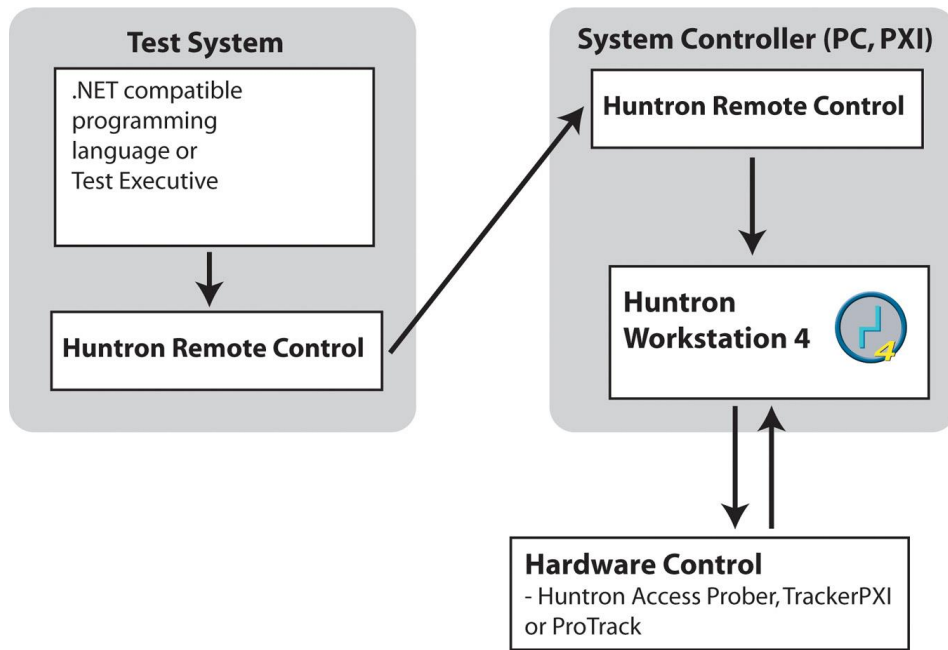 Test System
.NET compatible
programming
language or
Test Executive
Huntron Remote Control
System Controller (PC, PXI)
Huntron Remote Control
Huntron
Workstation 4
4
Hardware Control
- Huntron Access Prober, TrackerPXI
or ProTrack